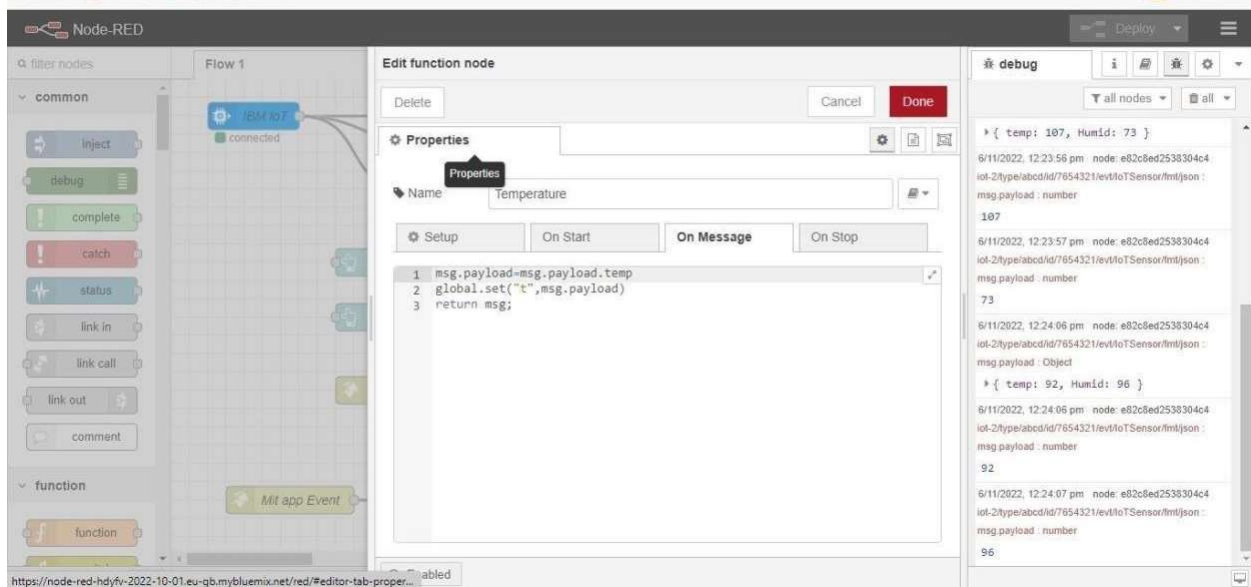 Node-RED
Deploy
filter nodes
Flow 1
Edit function node
debug
i
common
Delete
Cancel
Done
all nodes
all
IBM IoT
connected
inject
debug
complete
catch
status
link in
link call
link out
comment
function
function
Mit app Event
Properties
Properties
Name
Temperature
Setup
On Start
On Message
On Stop
1 msg.payload=msg.payload.temp
2 global.set("t",msg.payload)
3 return msg;
{ temp: 107, Humid: 73 }
6/11/2022, 12:23:56 pm node: e82c8ed2538304c4
iot-2/type/abcd/id/7654321/evt/IoTSensor/fmt/json :
msg.payload : number
107
6/11/2022, 12:23:57 pm node: e82c8ed2538304c4
iot-2/type/abcd/id/7654321/evt/IoTSensor/fmt/json :
msg.payload : number
73
6/11/2022, 12:24:06 pm node: e82c8ed2538304c4
iot-2/type/abcd/id/7654321/evt/IoTSensor/fmt/json :
msg.payload : Object
{ temp: 92, Humid: 96 }
6/11/2022, 12:24:06 pm node: e82c8ed2538304c4
iot-2/type/abcd/id/7654321/evt/IoTSensor/fmt/json :
msg.payload : number
92
6/11/2022, 12:24:07 pm node: e82c8ed2538304c4
iot-2/type/abcd/id/7654321/evt/IoTSensor/fmt/json :
msg.payload : number
96
https://node-red-hdyfv-2022-10-01.eu-gb.mybluemix.net/red/#editor-tab-proper...